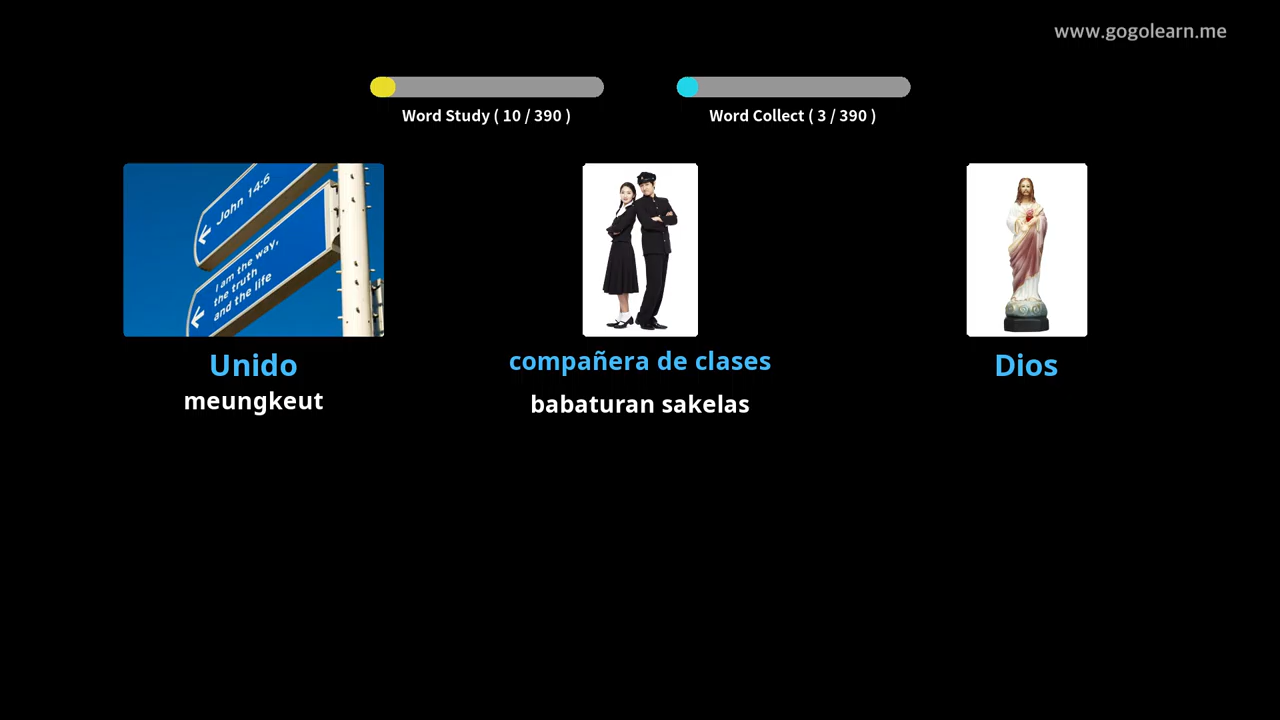 www.gogolearn.me
Word Study ( 10 / 390 )
Word Collect ( 3 / 390 )
John 14:6
I am the way,
the truth
and the life
Unido
meungkeut
compañera de clases
babaturan sakelas
Dios